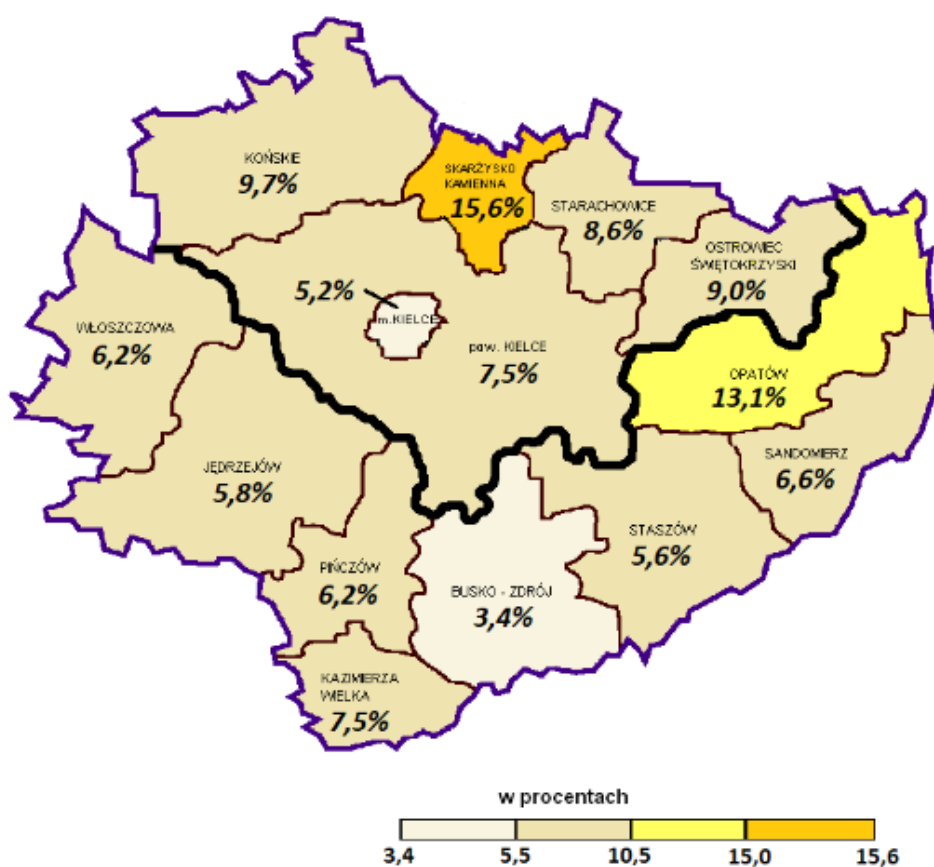 KOŃSKIE
9,7%
SKARŻYSKO
KAMIENNA
15,6%
STARACHOWICE
8,6%
OSTROWIEC
ŚWIĘTOKRZYSKI
9,0%
5,2%
m.KIELCE
WŁOSZCZOWA
6,2%
pow. KIELCE
7,5%
OPATÓW
13,1%
SANDOMIERZ
6,6%
JĘDRZEJÓW
5,8%
STASZÓW
5,6%
PIŃCZÓW
6,2%
BUSKO - ZDRÓJ
3,4%
KAZIMIERZA
WIELKA
7,5%
w procentach
3,4 5,5 10,5 15,0 15,6